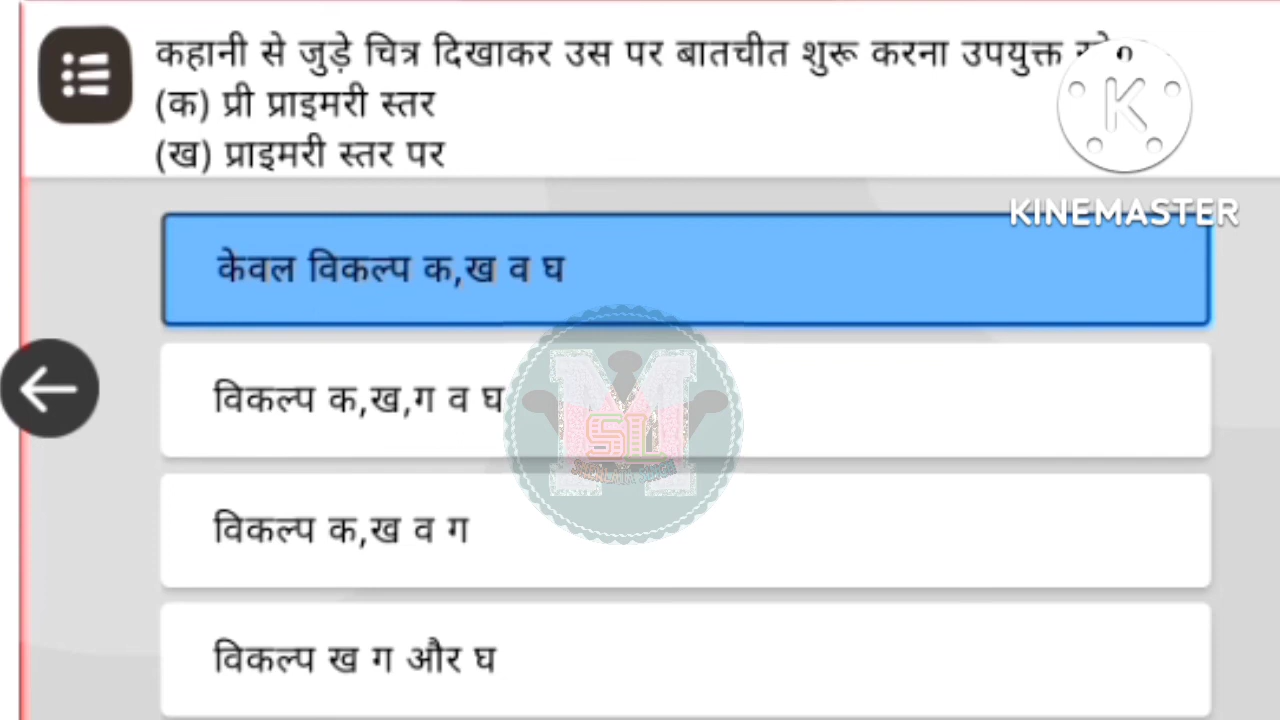 कहानी से जुड़े चित्र दिखाकर उस पर बातचीत शुरू करना उपयुक्त
(क) प्री प्राइमरी स्तर
(ख) प्राइमरी स्तर पर
KINEMASTER
केवल विकल्प क,ख व घ
विकल्प क,ख,ग व घ
SL
विकल्प क,ख व ग
विकल्प ख ग और घ